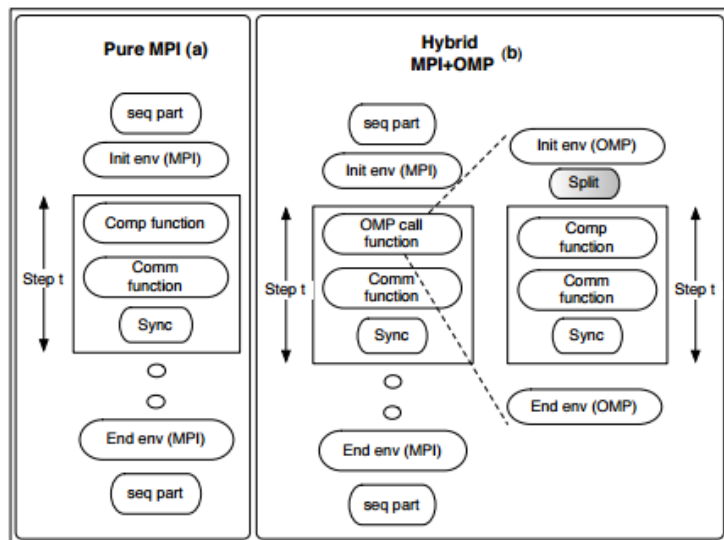 Pure MPI (a)
seq part
Init env (MPI)
Step t
Comp function
Comm
function
Sync
End env (MPI)
seq part
Hybrid
MPI+OMP (b)
seq part
Init env (MPI)
Step t
OMP call
function
Comm
function
Sync
End env (MPI)
seq part
Init env (OMP)
Split
Comp
function
Comm
function
Sync
Step t
End env (OMP)